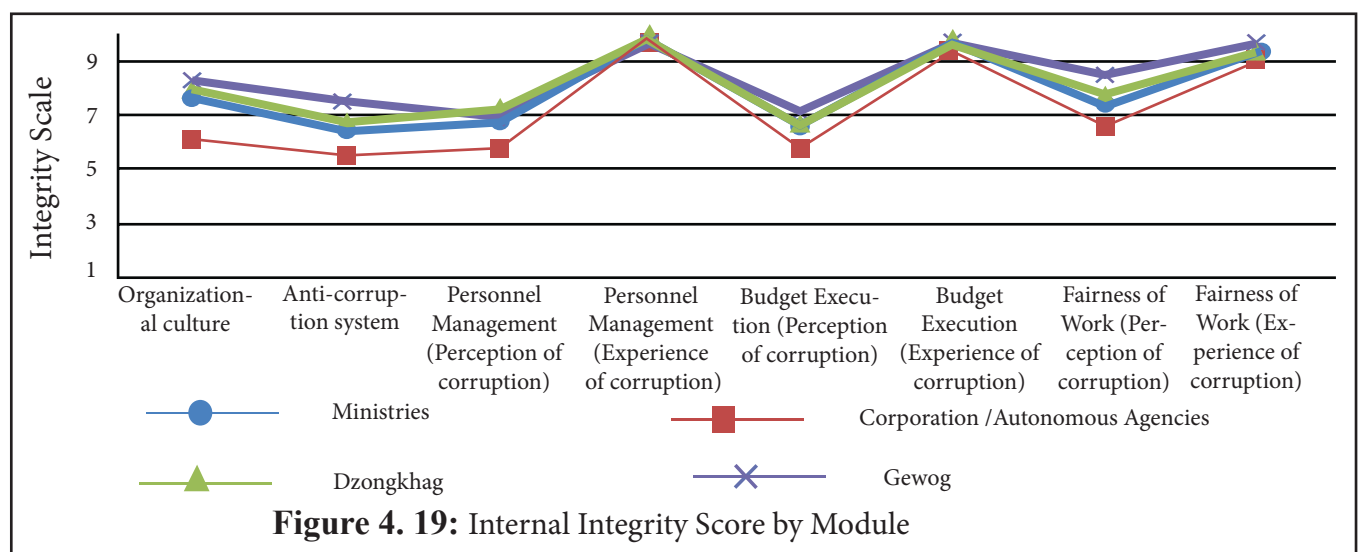 Integrity Scale
9
7
5
3
1
Organization-
al culture
Anti-corrup-
tion system
Personnel
Management
(Perception of
corruption)
Personnel
Management
(Experience
of corruption)
Budget Execu-
tion (Perception
of corruption)
Budget
Execution
(Experience of
corruption)
Fairness of
Work (Per-
ception of
corruption)
Fairness of
Work (Ex-
perience of
corruption)
Ministries
Corporation /Autonomous Agencies
Dzongkhag
Gewog
Figure 4. 19: Internal Integrity Score by Module